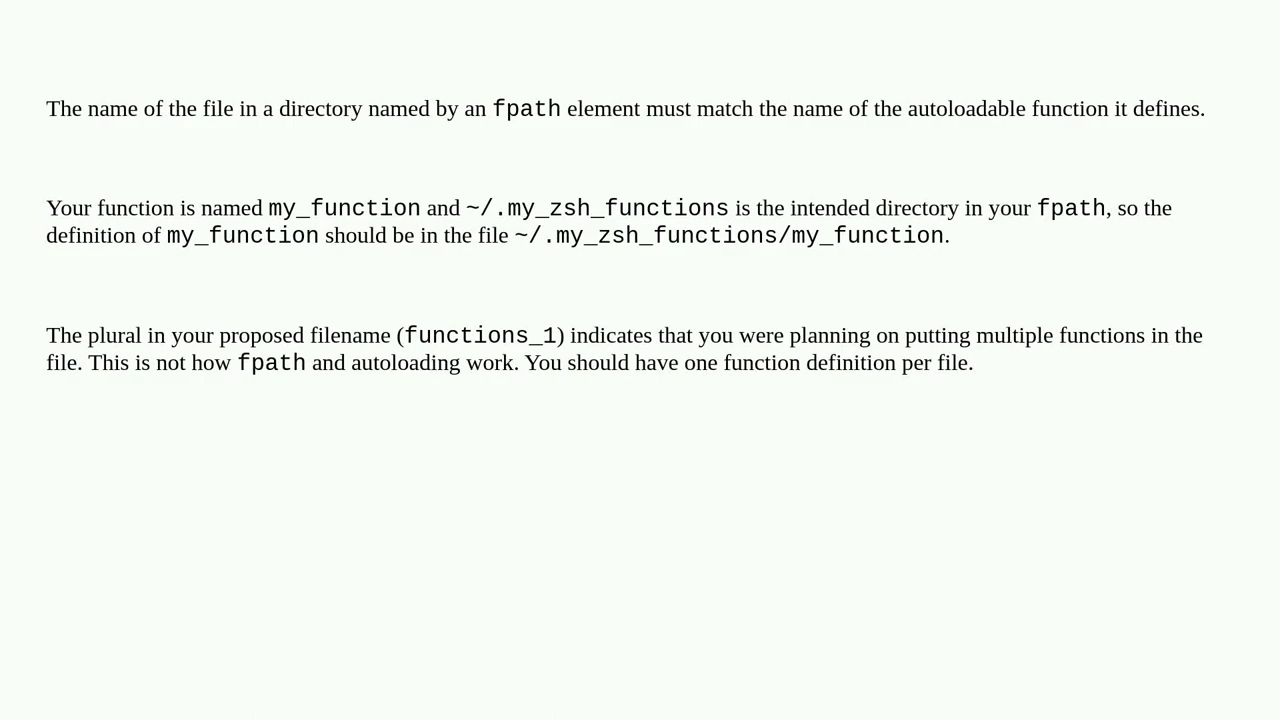 The name of the file in a directory named by an fpath element must match the name of the autoloadable function it defines.
Your function is named my_function and ~/.my_zsh_functions is the intended directory in your fpath, so the
definition of my_function should be in the file ~/.my_zsh_functions/my_function.
The plural in your proposed filename (functions_1) indicates that you were planning on putting multiple functions in the
file. This is not how fpath and autoloading work. You should have one function definition per file.